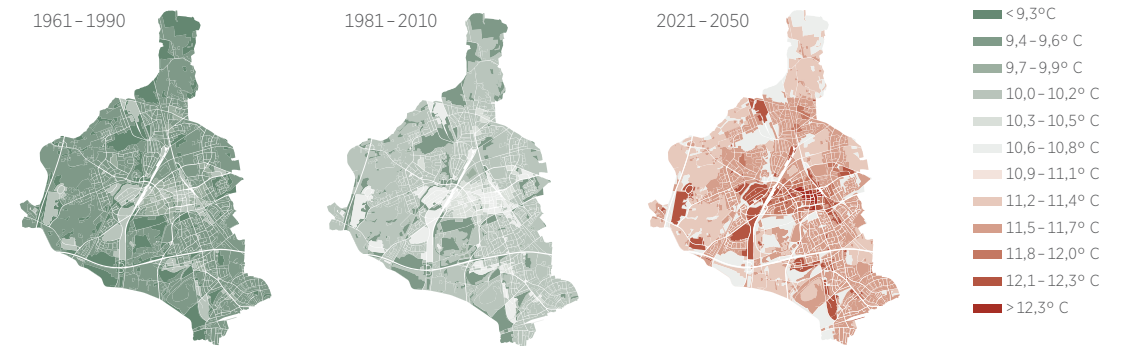 1961–1990
1981–2010
2021–2050
<9,3°C
9,4–9,6° C
9,7–9,9° C
10,0–10,2° C
10,3–10,5° C
10,6–10,8° C
10,9–11,1° C
11,2–11,4° C
11,5–11,7° C
11,8–12,0° C
12,1–12,3° C
>12,3° C